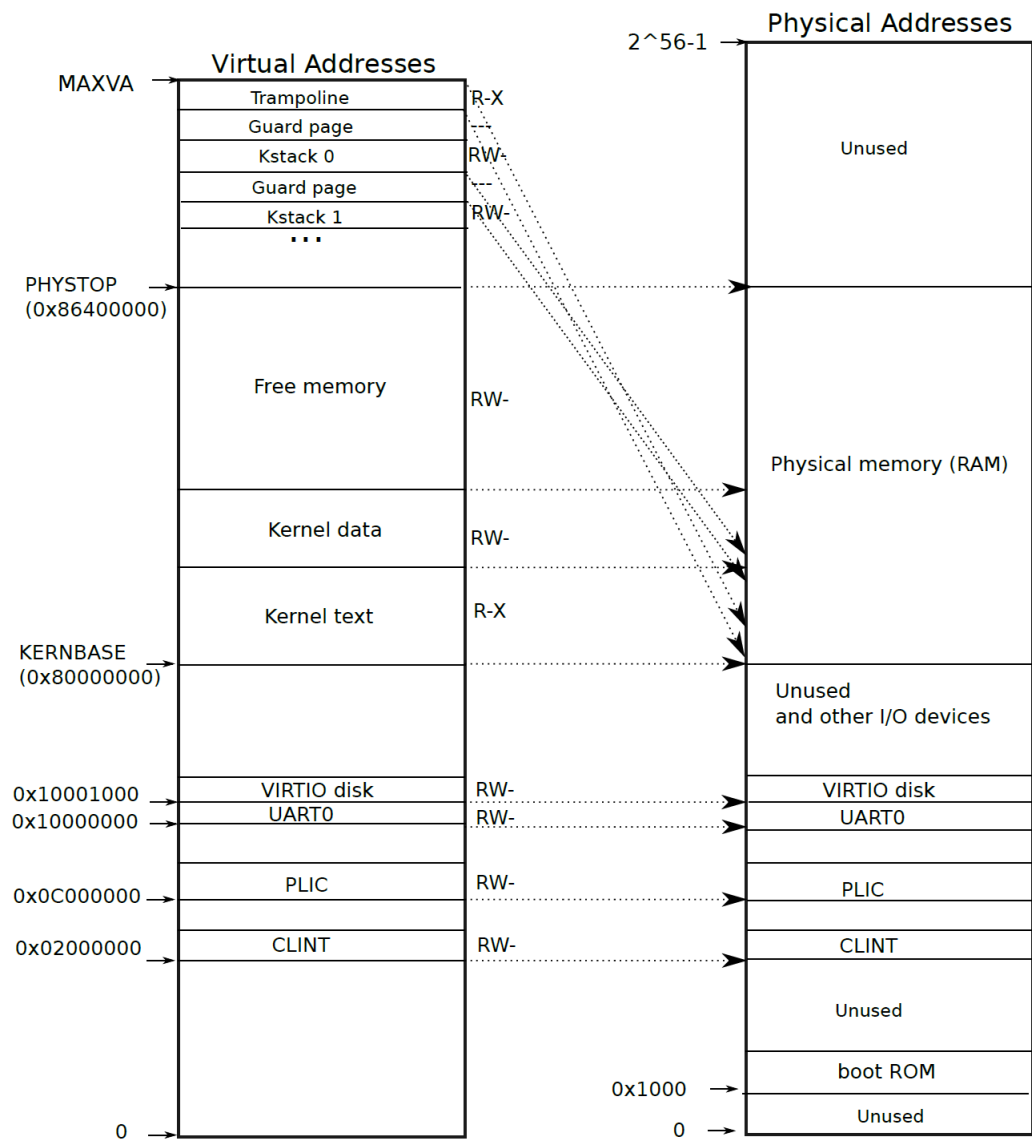 Physical Addresses
2^56-1
Virtual Addresses
MAXVA
Trampoline
R-X
Guard page
---
Unused
Kstack 0
RW-
Guard page
---
Kstack 1
RW-
...
PHYSTOP
(0x86400000)
Free memory
RW-
Physical memory (RAM)
Kernel data
RW-
Kernel text
R-X
KERNBASE
(0x80000000)
Unused
and other I/O devices
0x10001000
VIRTIO disk
RW-
VIRTIO disk
0x10000000
UART0
RW-
UART0
0x0C000000
PLIC
RW-
PLIC
0x02000000
CLINT
RW-
CLINT
Unused
boot ROM
0x1000
Unused
0
0